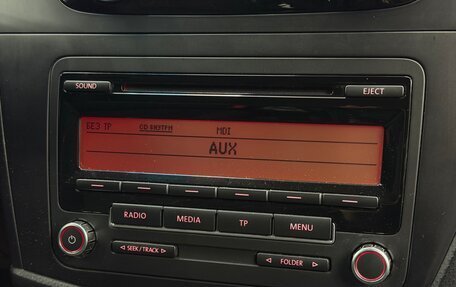 SOUND
EJECT
БЕЗ TP CD SYSTEM MDI
AUX
RADIO MEDIA TP MENU
◁ SEEK / TRACK ▷
◁ FOLDER ▷